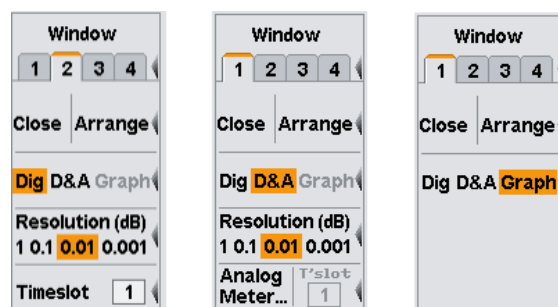 Window
1 2 3 4
Close Arrange
Dig D&A Graph
Resolution (dB)
1 0.1 0.01 0.001
Timeslot 1
Window
1 2 3 4
Close Arrange
Dig D&A Graph
Resolution (dB)
1 0.1 0.01 0.001
Analog T'slot
Meter... 1
Window
1 2 3 4
Close Arrange
Dig D&A Graph